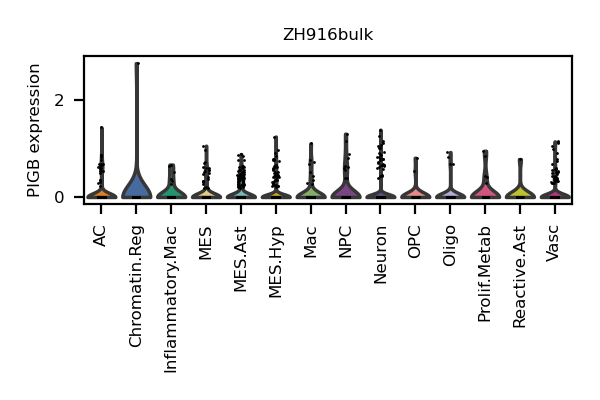 ZH916bulk
PIGB expression
2
0
AC
Chromatin.Reg
Inflammatory.Mac
MES
MES.Ast
MES.Hyp
Mac
NPC
Neuron
OPC
Oligo
Prolif.Metab
Reactive.Ast
Vasc